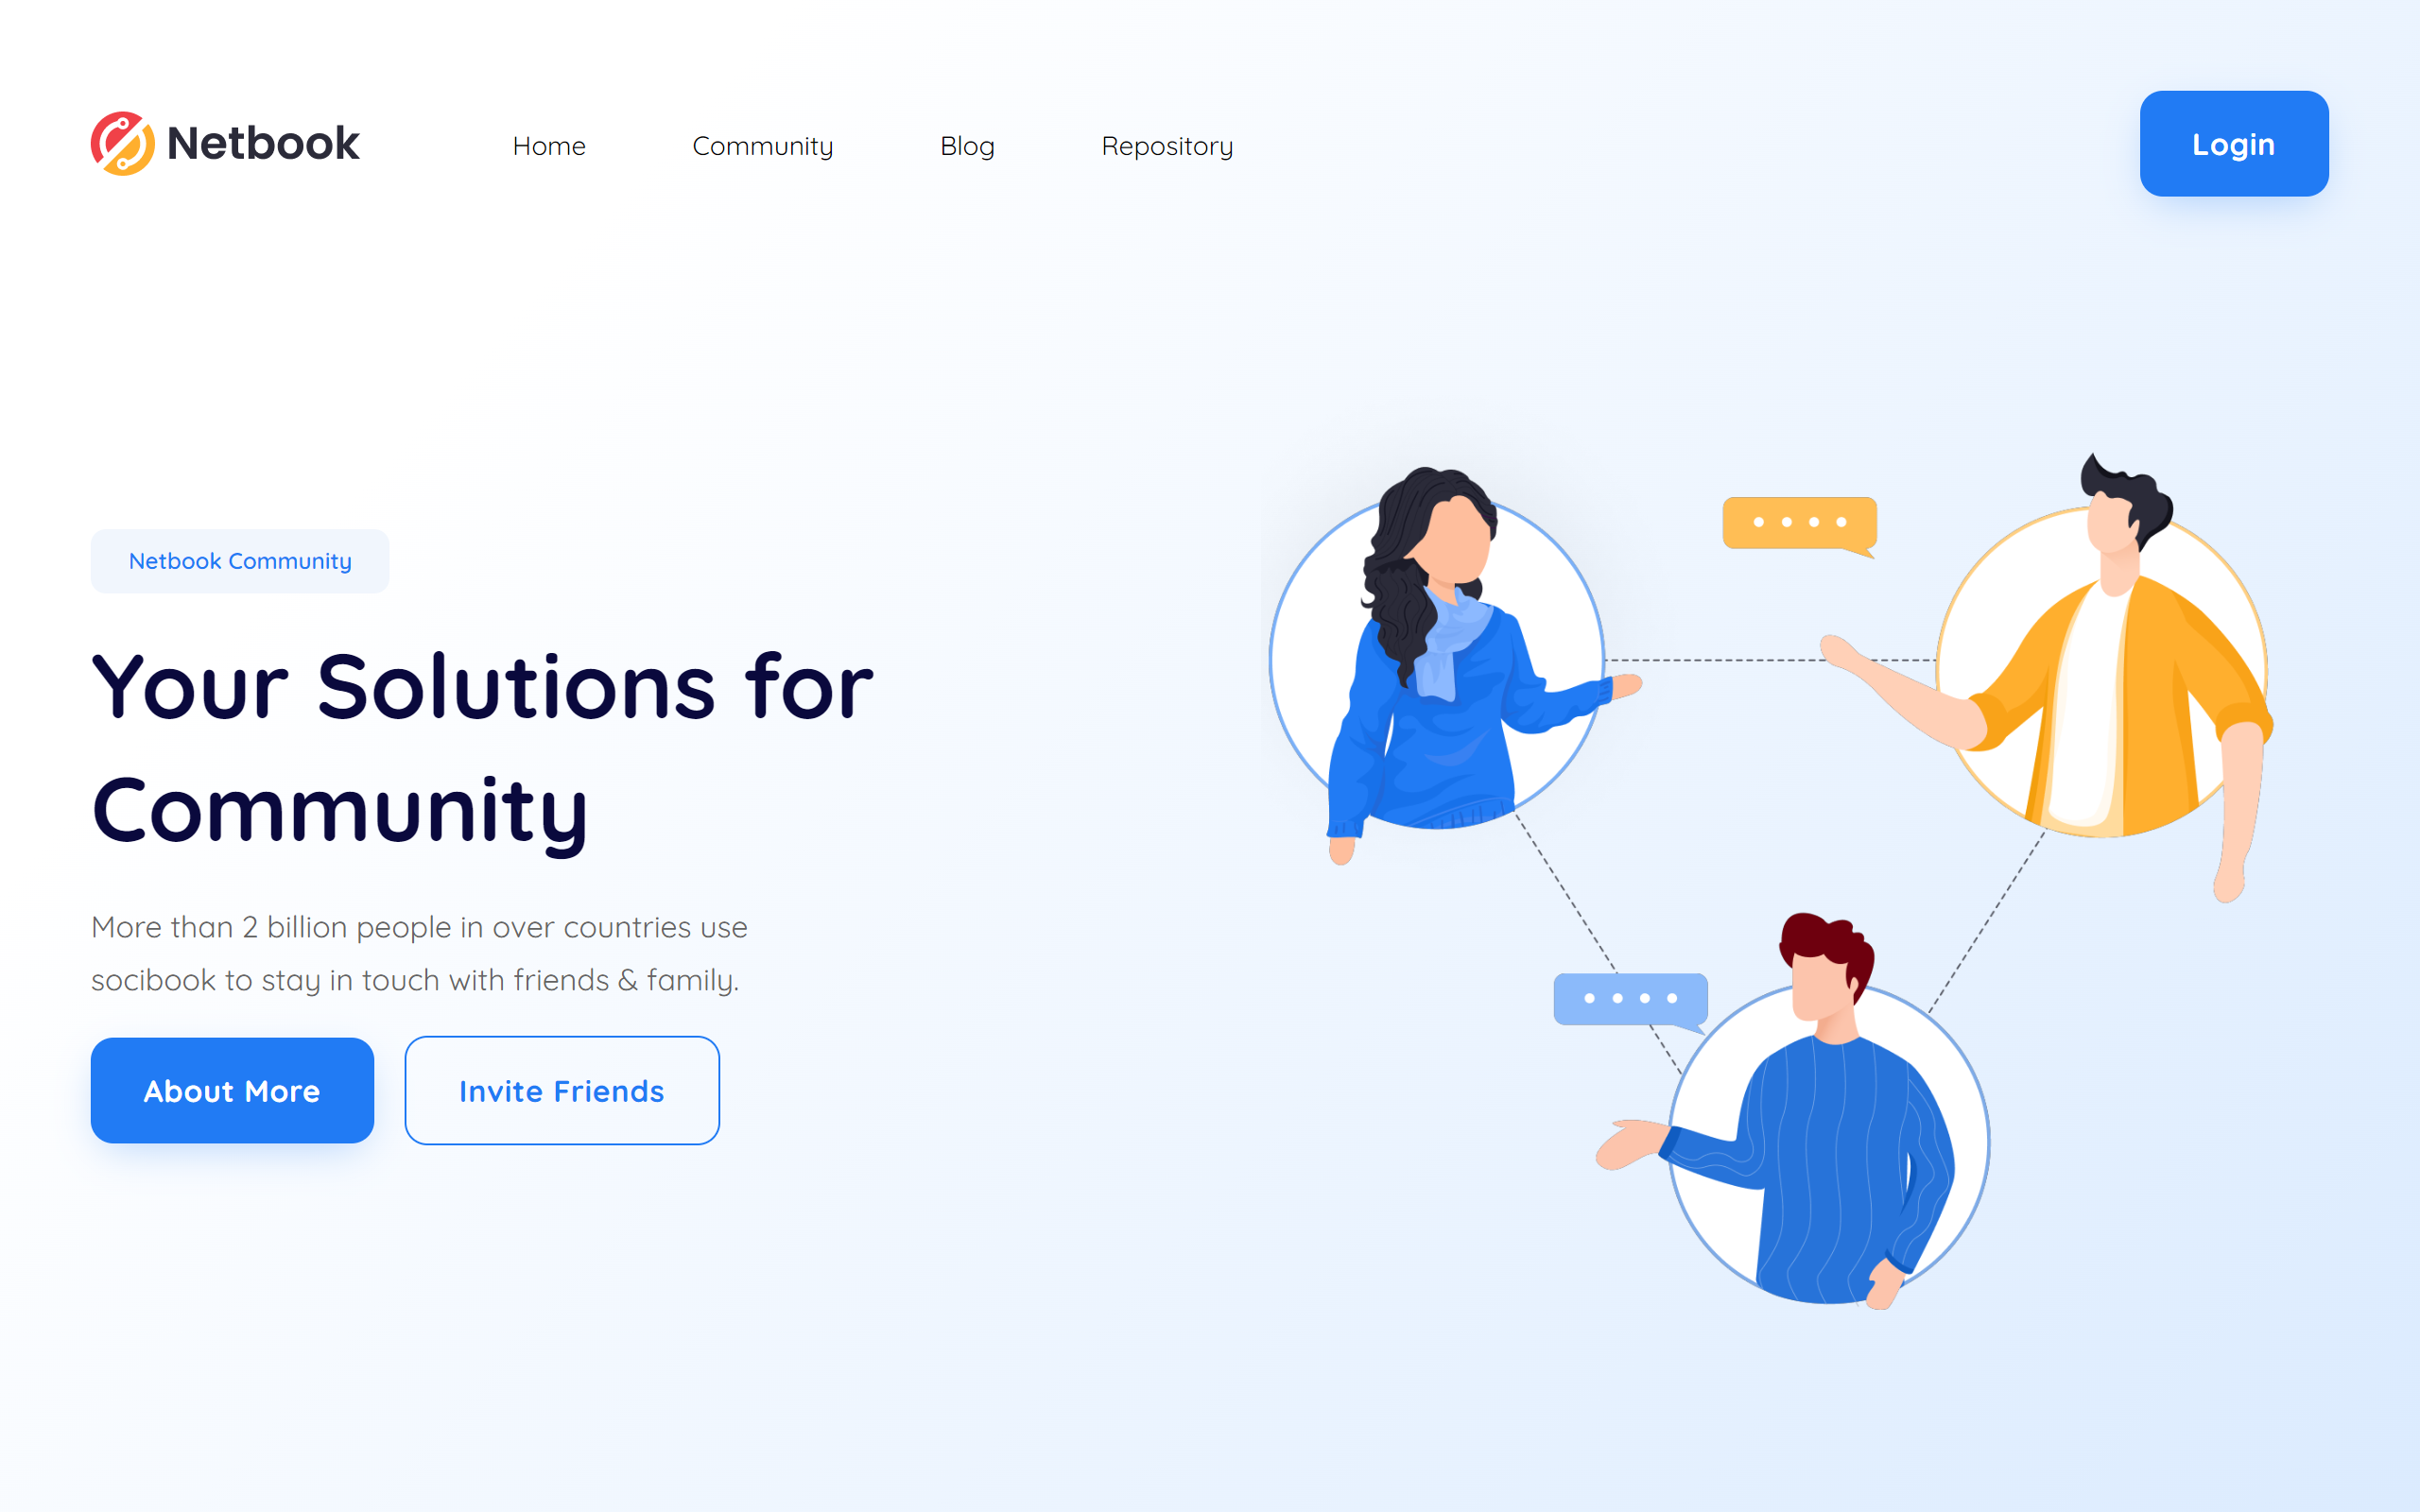 Netbook
Home
Community
Blog
Repository
Login
Netbook Community
Your Solutions for
Community
More than 2 billion people in over countries use
socibook to stay in touch with friends & family.
About More
Invite Friends